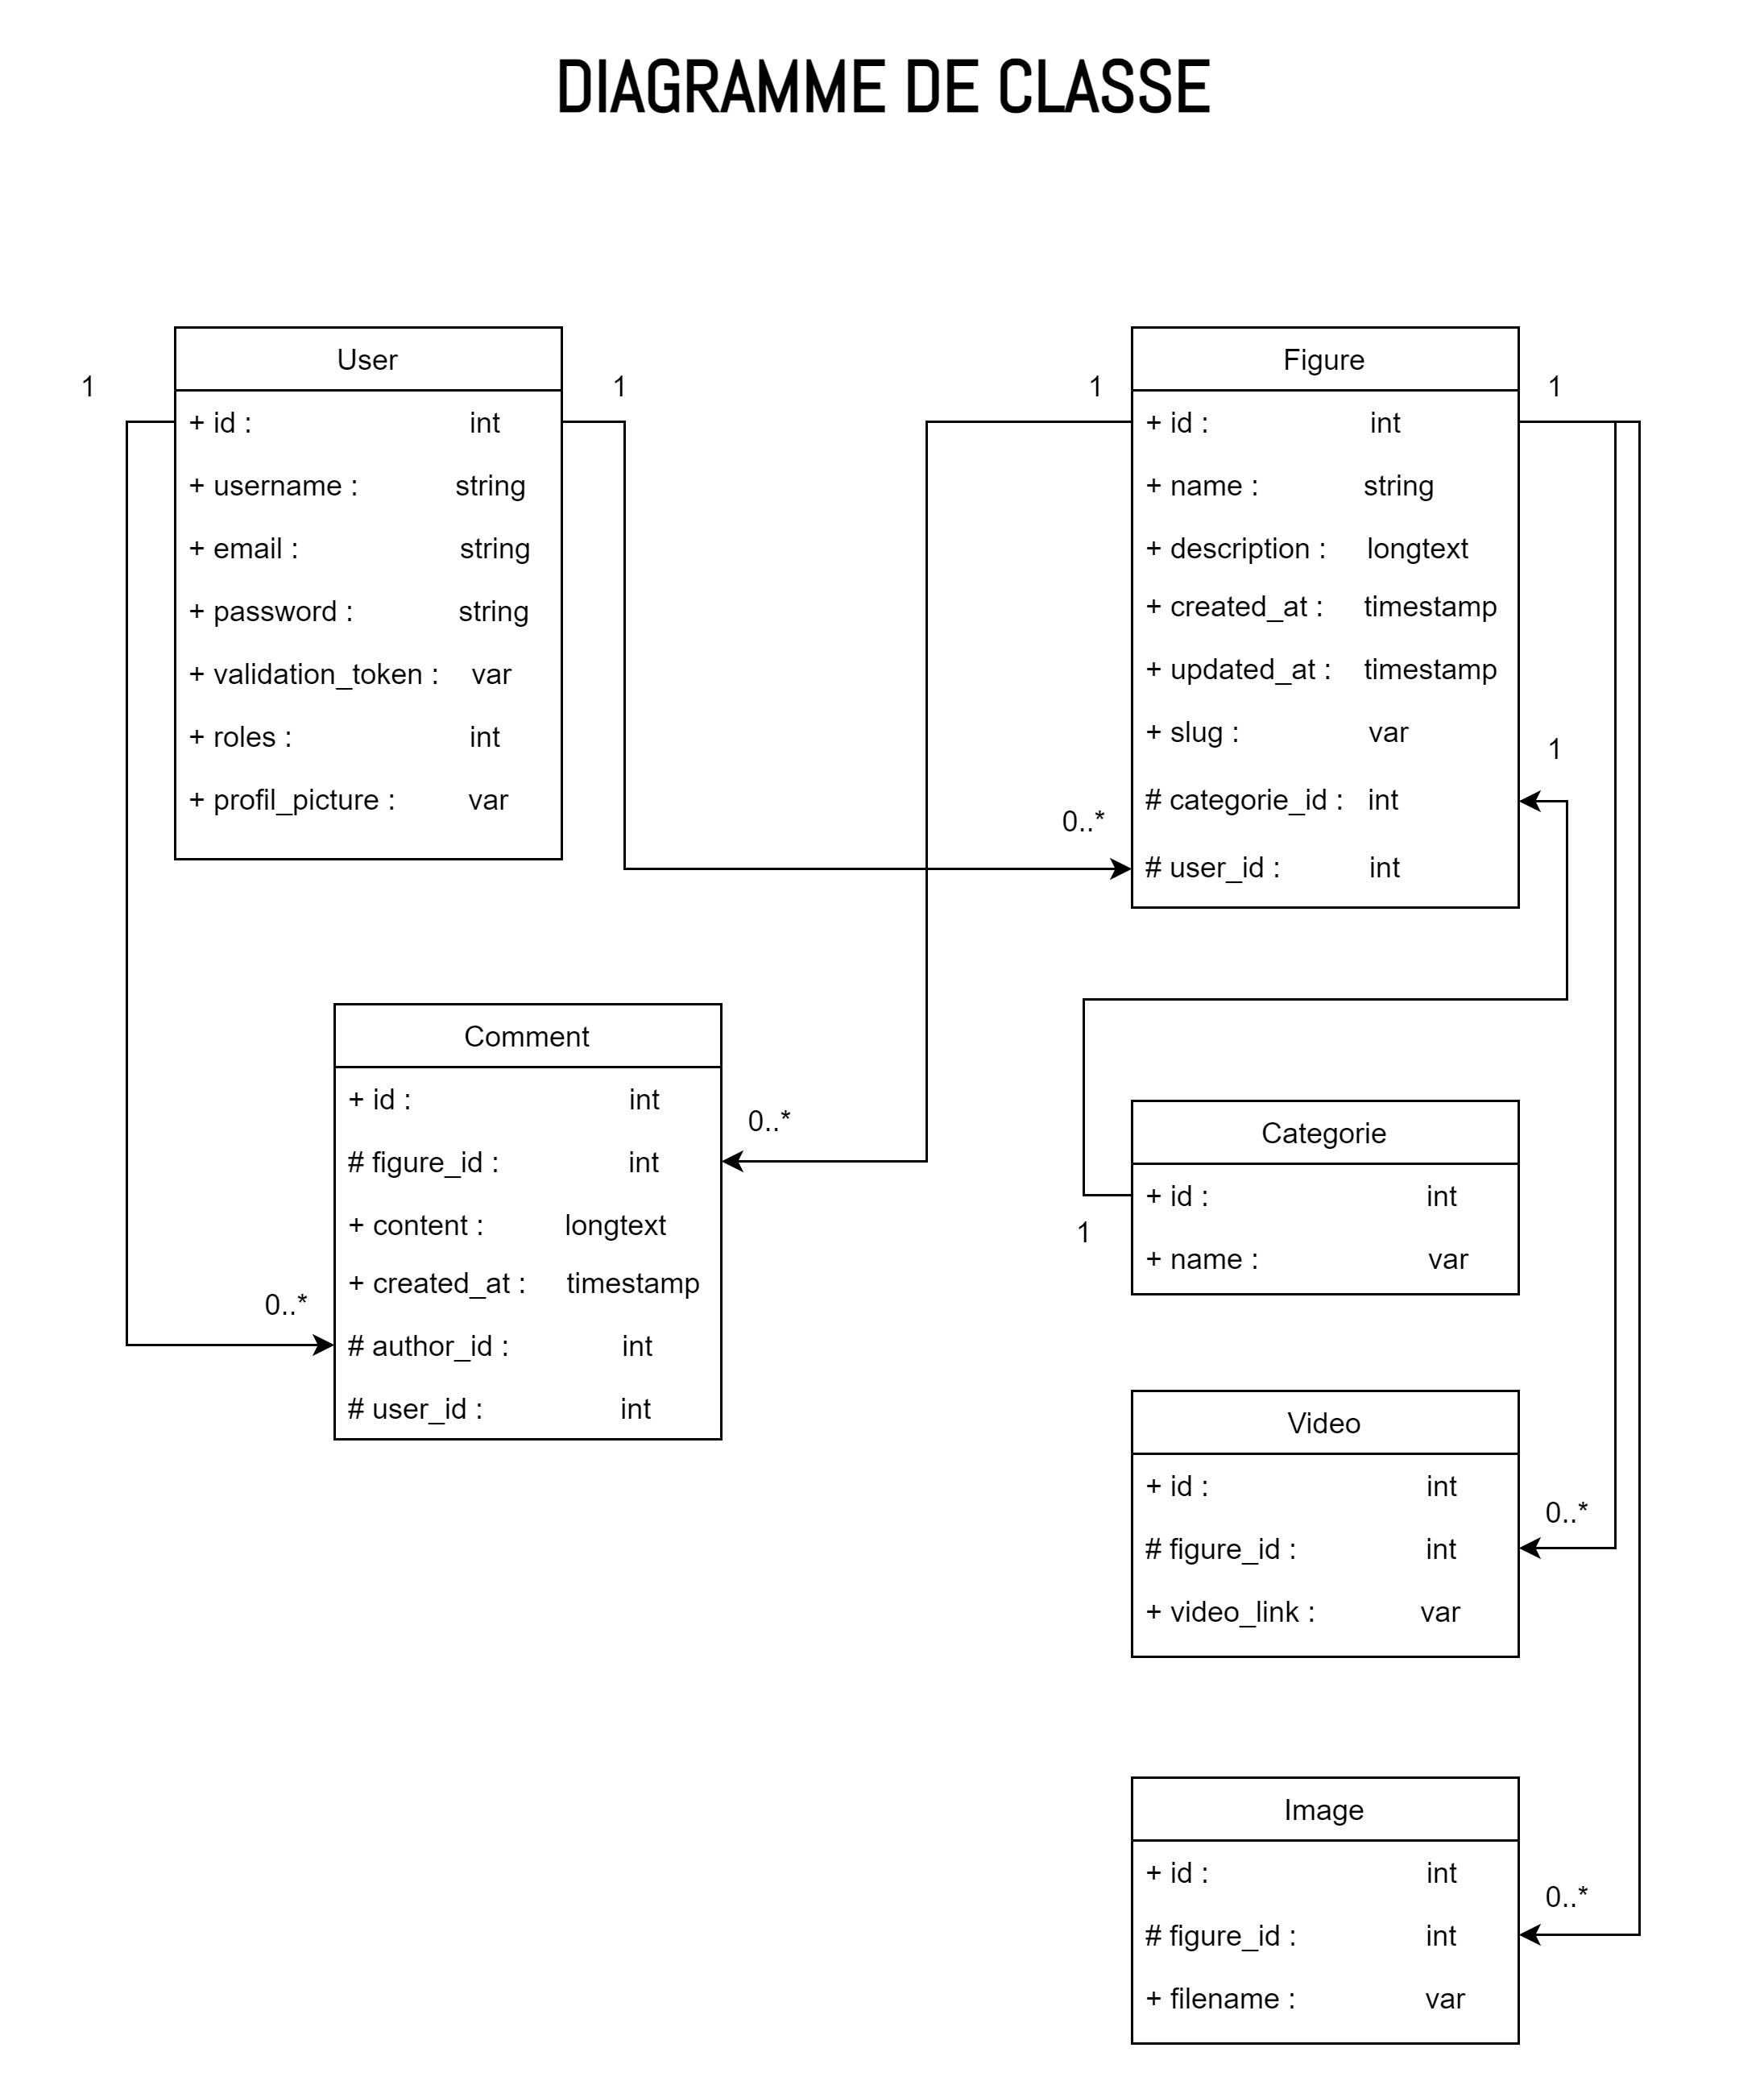 DIAGRAMME DE CLASSE
1
User
1
+ id : int
+ username : string
+ email : string
+ password : string
+ validation_token : var
+ roles : int
+ profil_picture : var
1
Figure
1
+ id : int
+ name : string
+ description : longtext
+ created_at : timestamp
+ updated_at : timestamp
+ slug : var
1
# categorie_id : int
0..*
# user_id : int
Comment
+ id : int
0..*
# figure_id : int
+ content : longtext
+ created_at : timestamp
0..*
# author_id : int
# user_id : int
Categorie
+ id : int
1
+ name : var
Video
+ id : int
0..*
# figure_id : int
+ video_link : var
Image
+ id : int
0..*
# figure_id : int
+ filename : var